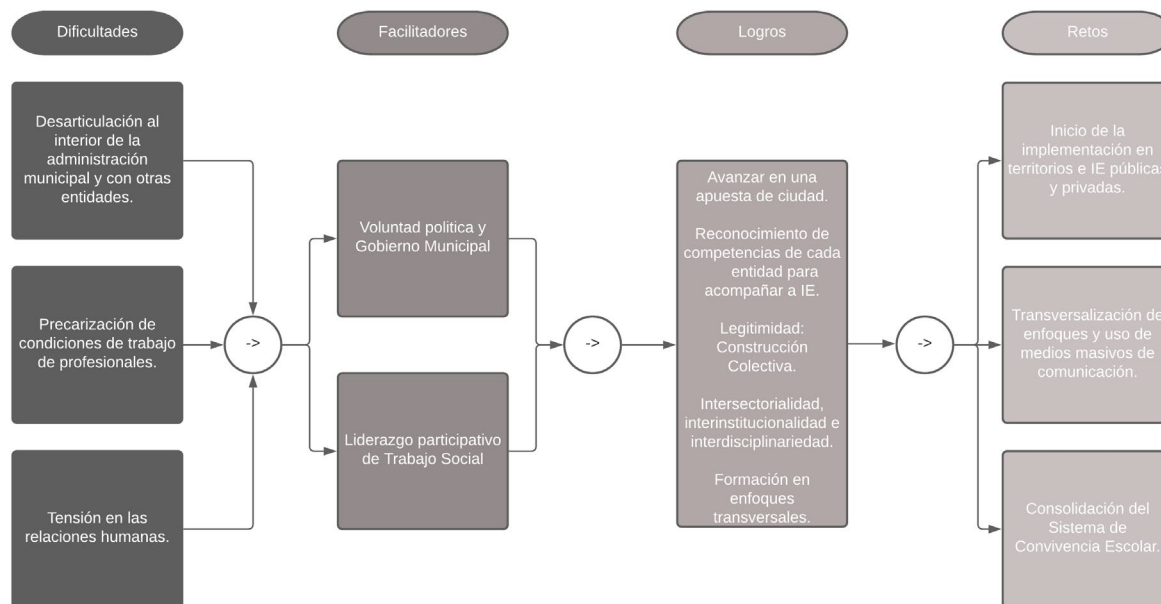 Dificultades
Facilitadores
Logros
Retos
Desarticulación al
interior de la
administración
municipal y con otras
entidades.
Precarización de
condiciones de trabajo
de profesionales.
Tensión en las
relaciones humanas.
->
Voluntad politica y
Gobierno Municipal
Liderazgo participativo
de Trabajo Social
->
Avanzar en una
apuesta de ciudad.
Reconocimiento de
competencias de cada
entidad para
acompañar a IE.
Legitimidad:
Construcción
Colectiva.
Intersectorialidad,
interinstitucionalidad e
interdisciplinariedad.
Formación en
enfoques
transversales.
->
Inicio de la
implementación en
territorios e IE públicas
y privadas.
Transversalización de
enfoques y uso de
medios masivos de
comunicación.
Consolidación del
Sistema de
Convivencia Escolar.